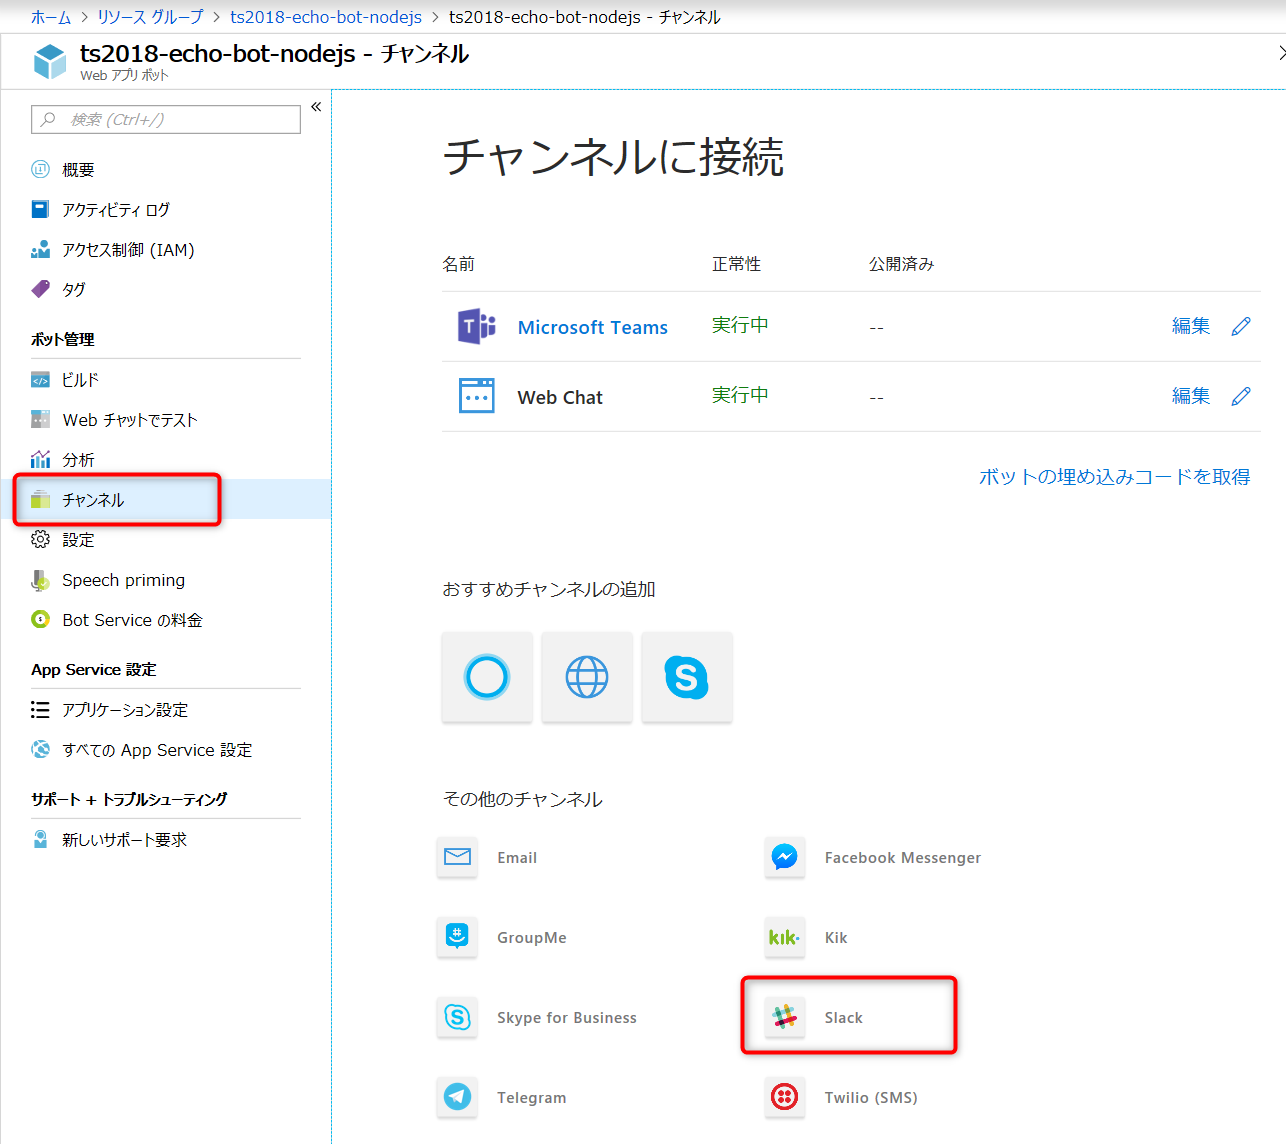 ホーム > リソース グループ > ts2018-echo-bot-nodejs > ts2018-echo-bot-nodejs - チャンネル
ts2018-echo-bot-nodejs - チャンネル
Web アプリ ボット
検索 (Ctrl+/)
概要
アクティビティ ログ
アクセス制御 (IAM)
タグ
ボット管理
ビルド
Web チャットでテスト
分析
チャンネル
設定
Speech priming
Bot Service の料金
App Service 設定
アプリケーション設定
すべての App Service 設定
サポート + トラブルシューティング
新しいサポート要求
チャンネルに接続
名前 正常性 公開済み
Microsoft Teams 実行中 -- 編集
Web Chat 実行中 -- 編集
ボットの埋め込みコードを取得
おすすめチャンネルの追加
その他のチャンネル
Email Facebook Messenger
GroupMe kik. Kik
Skype for Business Slack
Telegram Twilio (SMS)